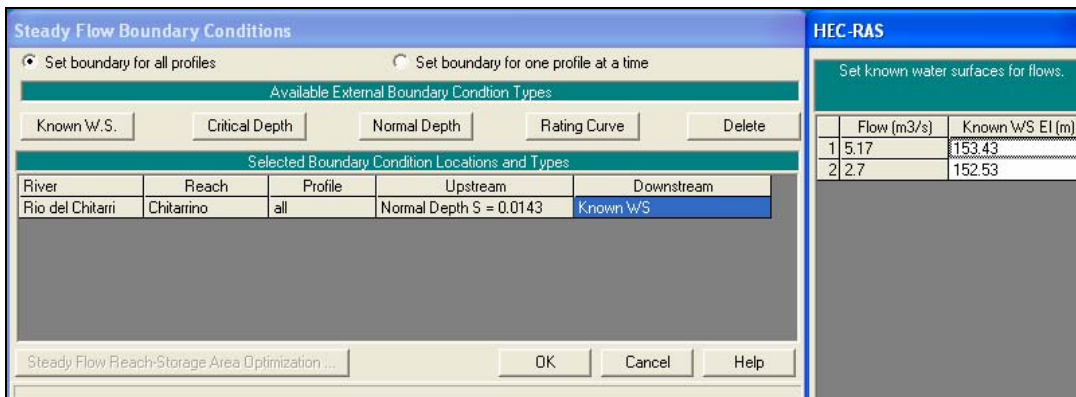 Steady Flow Boundary Conditions
Set boundary for all profiles Set boundary for one profile at a time
Available External Boundary Condtion Types
Known W.S. Critical Depth Normal Depth Rating Curve Delete
Selected Boundary Condition Locations and Types
River Reach Profile Upstream Downstream
Rio del Chitarri Chitarrino all Normal Depth S = 0.0143 Known WS
Steady Flow Reach-Storage Area Optimization ... OK Cancel Help
HEC-RAS
Set known water surfaces for flows.
Flow (m3/s) Known WS El (m)
1 5.17 153.43
2 2.7 152.53